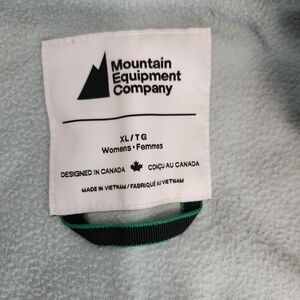 Mountain
Equipment
Company
XL/TG
Womens • Femmes
DESIGNED IN CANADA CONÇU AU CANADA
MADE IN VIETNAM / FABRIQUÉ AU VIETNAM